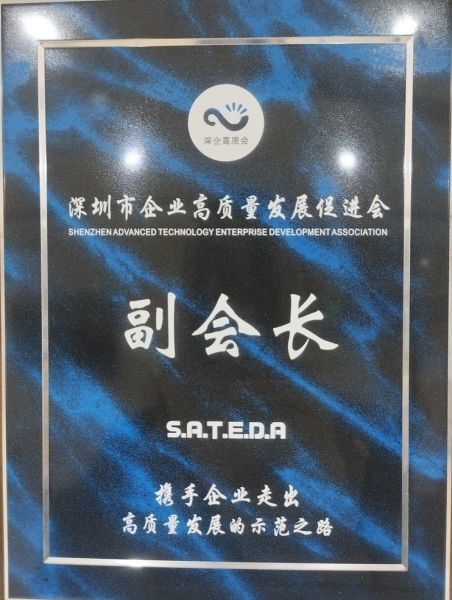 深企高质会
深圳市企业高质量发展促进会
SHENZHEN ADVANCED TECHNOLOGY ENTERPRISE DEVELOPMENT ASSOCIATION
副会长
S.A.T.E.D.A
携手企业走出
高质量发展的示范之路